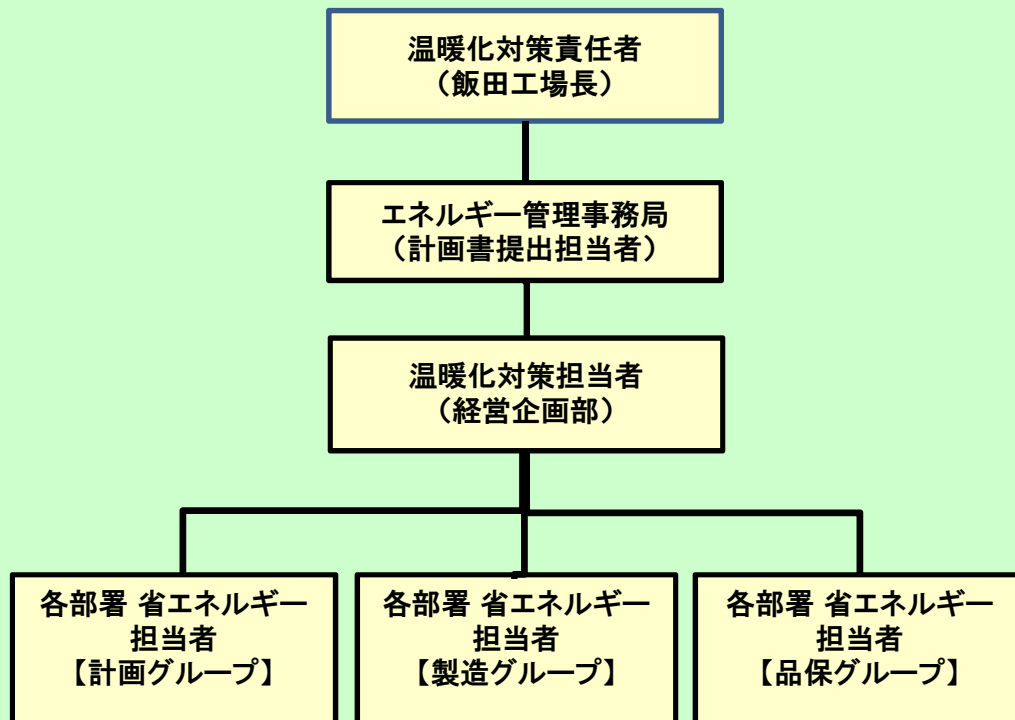 温暖化対策責任者
（飯田工場長）
エネルギー管理事務局
（計画書提出担当者）
温暖化対策担当者
（経営企画部）
各部署 省エネルギー
担当者
【計画グループ】
各部署 省エネルギー
担当者
【製造グループ】
各部署 省エネルギー
担当者
【品保グループ】